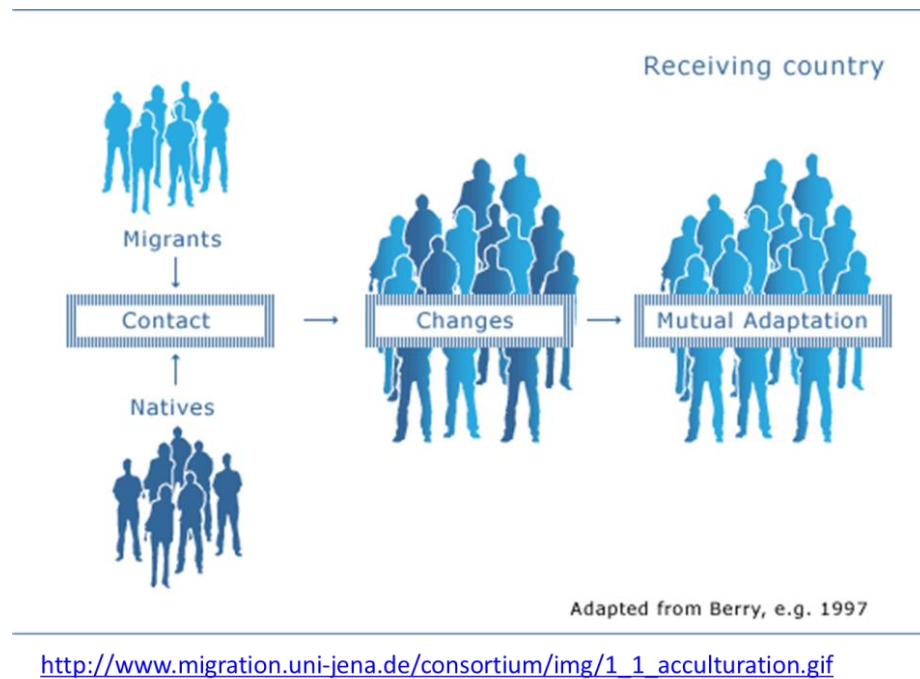 Receiving country
Migrants
Contact
Changes
Mutual Adaptation
Natives
Adapted from Berry, e.g. 1997
http://www.migration.uni-jena.de/consortium/img/1_1_acculturation.gif